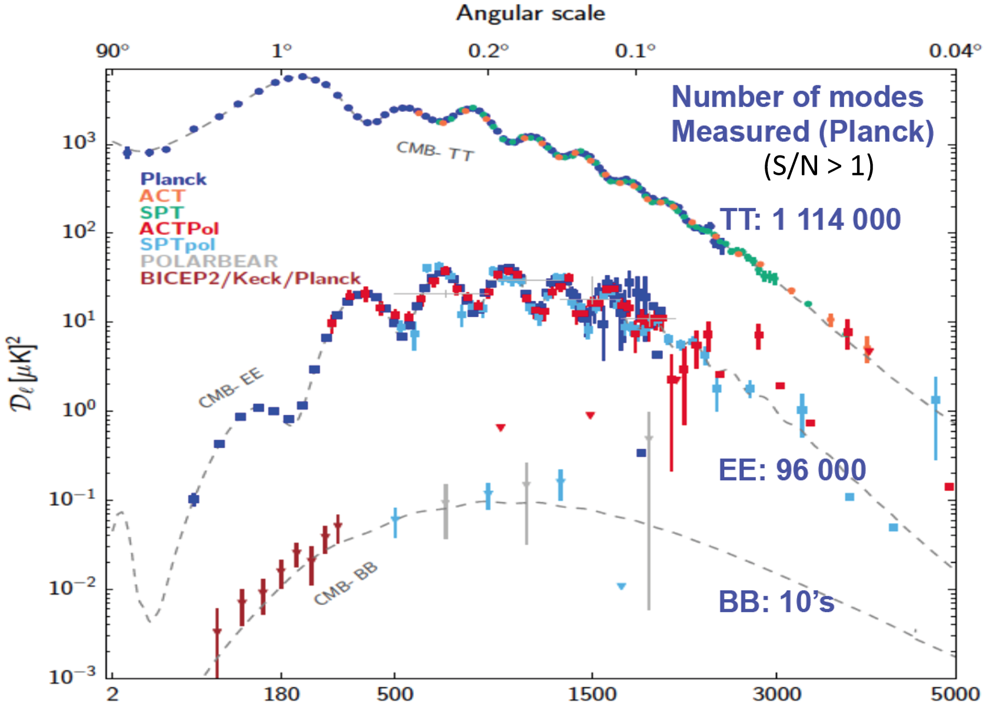 Angular scale
90° 1° 0.2° 0.1° 0.04°
Number of modes
Measured (Planck)
(S/N > 1)
10³
CMB- TT
Planck
ACT
SPT
ACTPol
SPTpol
POLARBEAR
BICEP2/Keck/Planck
TT: 1 114 000
10²
10¹
𝒟ℓ [μK]²
CMB- EE
10⁰
EE: 96 000
10⁻¹
CMB- BB
10⁻²
BB: 10’s
10⁻³
2 180 500 1500 3000 5000